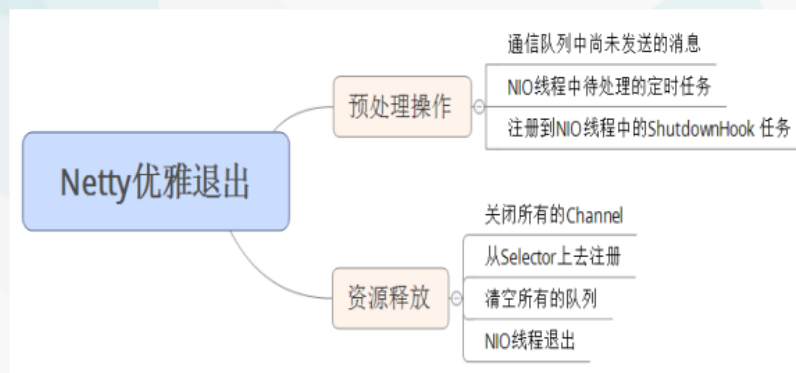 Netty优雅退出
预处理操作
通信队列中尚未发送的消息
NIO线程中待处理的定时任务
注册到NIO线程中的ShutdownHook 任务
资源释放
关闭所有的Channel
从Selector上去注册
清空所有的队列
NIO线程退出